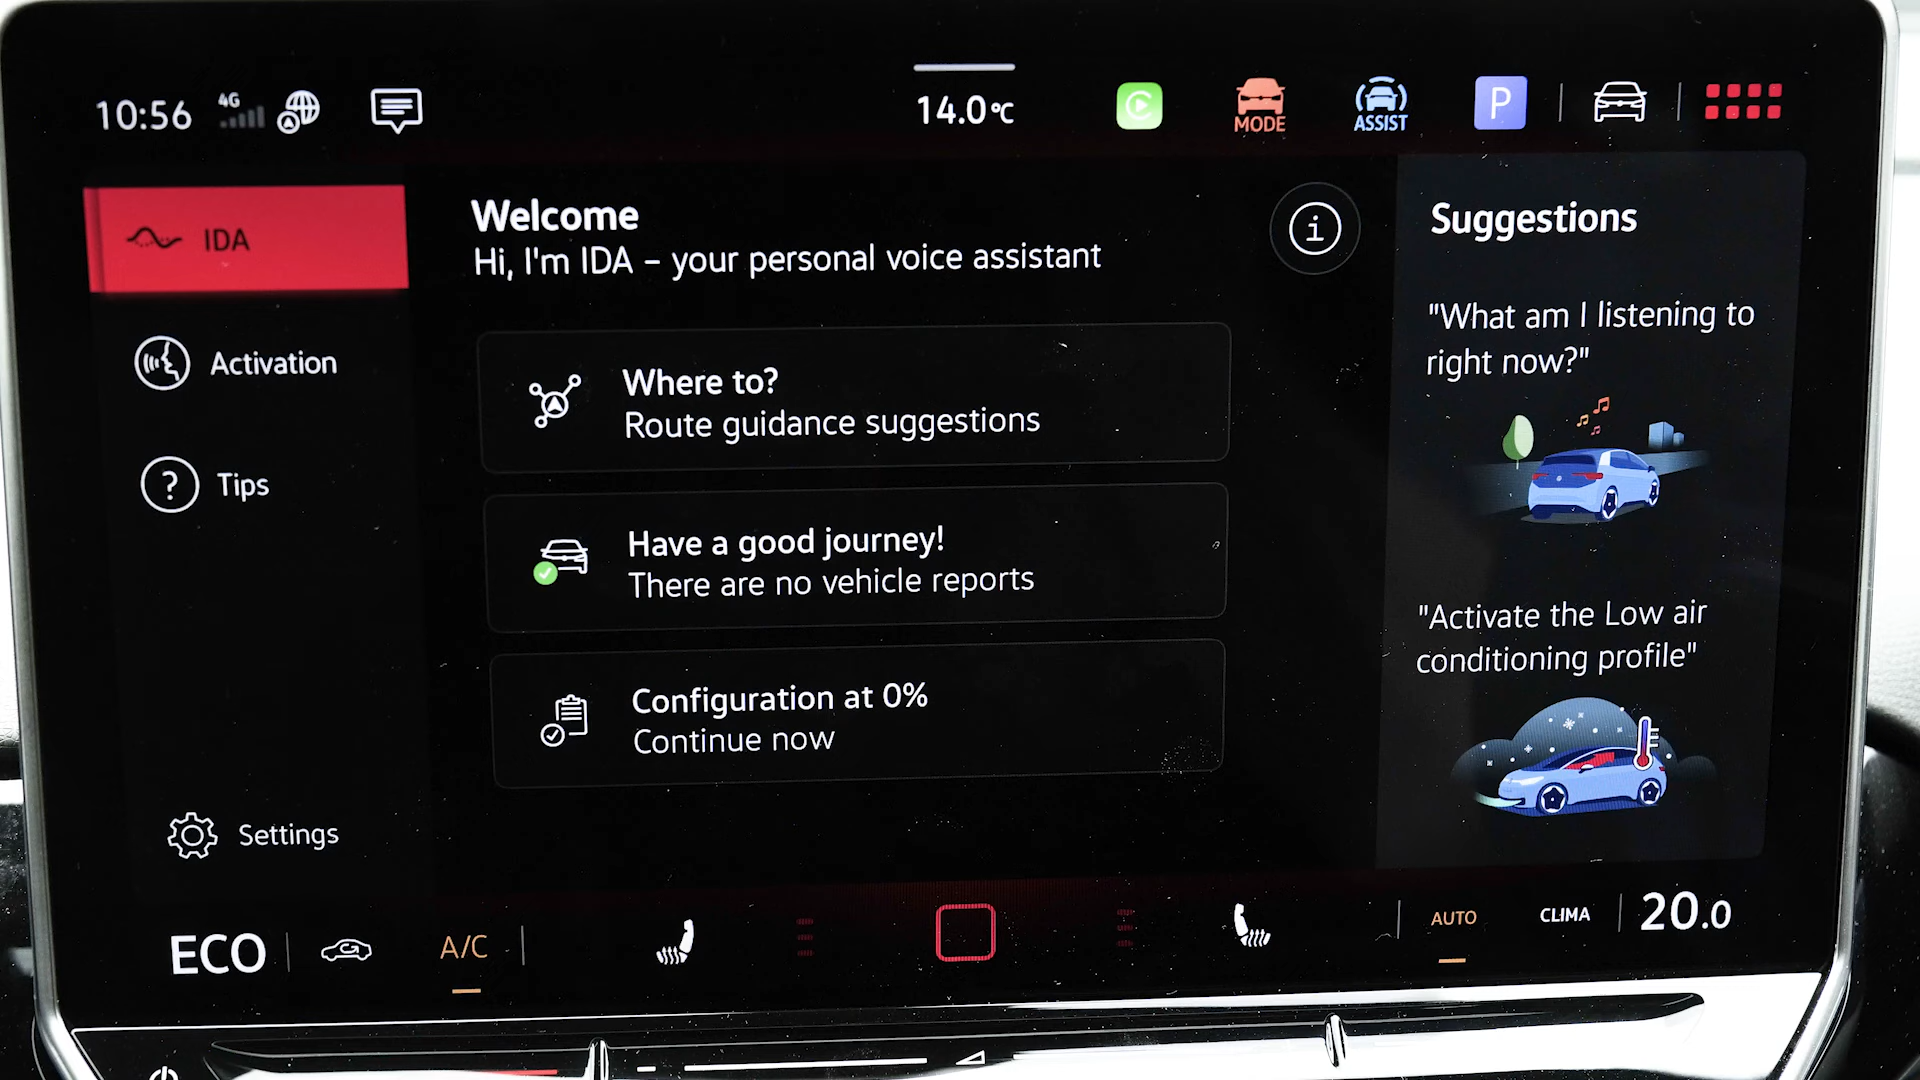 10:56
4G
14.0°C
MODE
ASSIST
P
IDA
Activation
Tips
Settings
Welcome
Hi, I'm IDA – your personal voice assistant
i
Where to?
Route guidance suggestions
Have a good journey!
There are no vehicle reports
Configuration at 0%
Continue now
Suggestions
"What am I listening to
right now?"
"Activate the Low air
conditioning profile"
ECO
A/C
AUTO
CLIMA
20.0